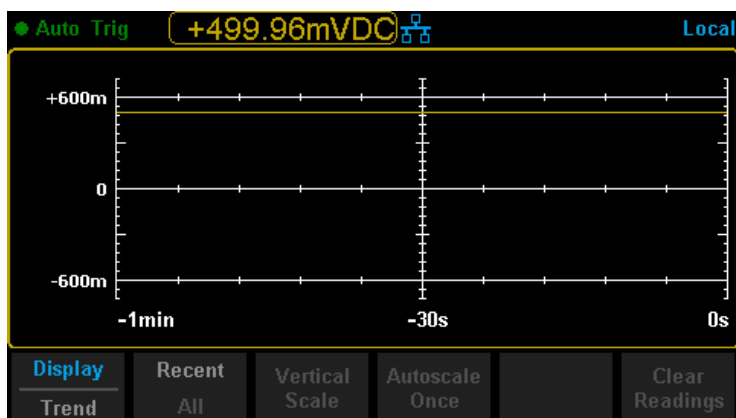 Auto Trig +499.96mVDC Local
+600m
0
-600m
-1min -30s 0s
Display Recent Vertical Autoscale Clear
Trend All Scale Once Readings